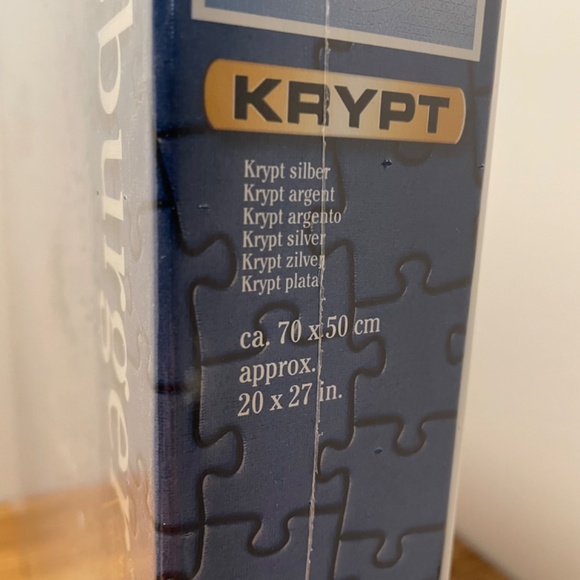 KRYPT
Krypt silber
Krypt argent
Krypt argento
Krypt silver
Krypt zilver
Krypt plata
ca. 70 x 50 cm
approx.
20 x 27 in.